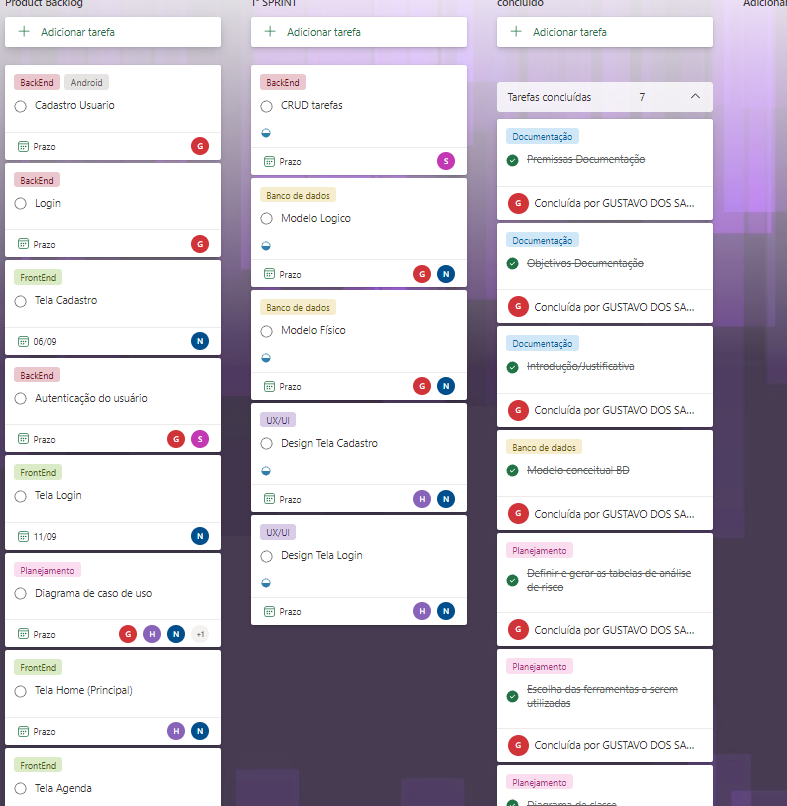 Product Backlog
Adicionar tarefa
BackEnd Android
Cadastro Usuario
Prazo
G
BackEnd
Login
Prazo
G
FrontEnd
Tela Cadastro
06/09
N
BackEnd
Autenticação do usuário
Prazo
G S
FrontEnd
Tela Login
11/09
N
Planejamento
Diagrama de caso de uso
Prazo
G H N +1
FrontEnd
Tela Home (Principal)
Prazo
H N
FrontEnd
Tela Agenda
1° SPRINT
Adicionar tarefa
BackEnd
CRUD tarefas
Prazo
S
Banco de dados
Modelo Logico
Prazo
G N
Banco de dados
Modelo Físico
Prazo
G N
UX/UI
Design Tela Cadastro
Prazo
H N
UX/UI
Design Tela Login
Prazo
H N
concluido
Adicionar tarefa
Tarefas concluídas 7
Documentação
Premissas Documentação
G Concluída por GUSTAVO DOS SA...
Documentação
Objetivos Documentação
G Concluída por GUSTAVO DOS SA...
Documentação
Introdução/Justificativa
G Concluída por GUSTAVO DOS SA...
Banco de dados
Modelo conceitual BD
G Concluída por GUSTAVO DOS SA...
Planejamento
Definir e gerar as tabelas de análise
de risco
G Concluída por GUSTAVO DOS SA...
Planejamento
Escolha das ferramentas a serem
utilizadas
G Concluída por GUSTAVO DOS SA...
Planejamento
Diagrama de classe
Adicionar